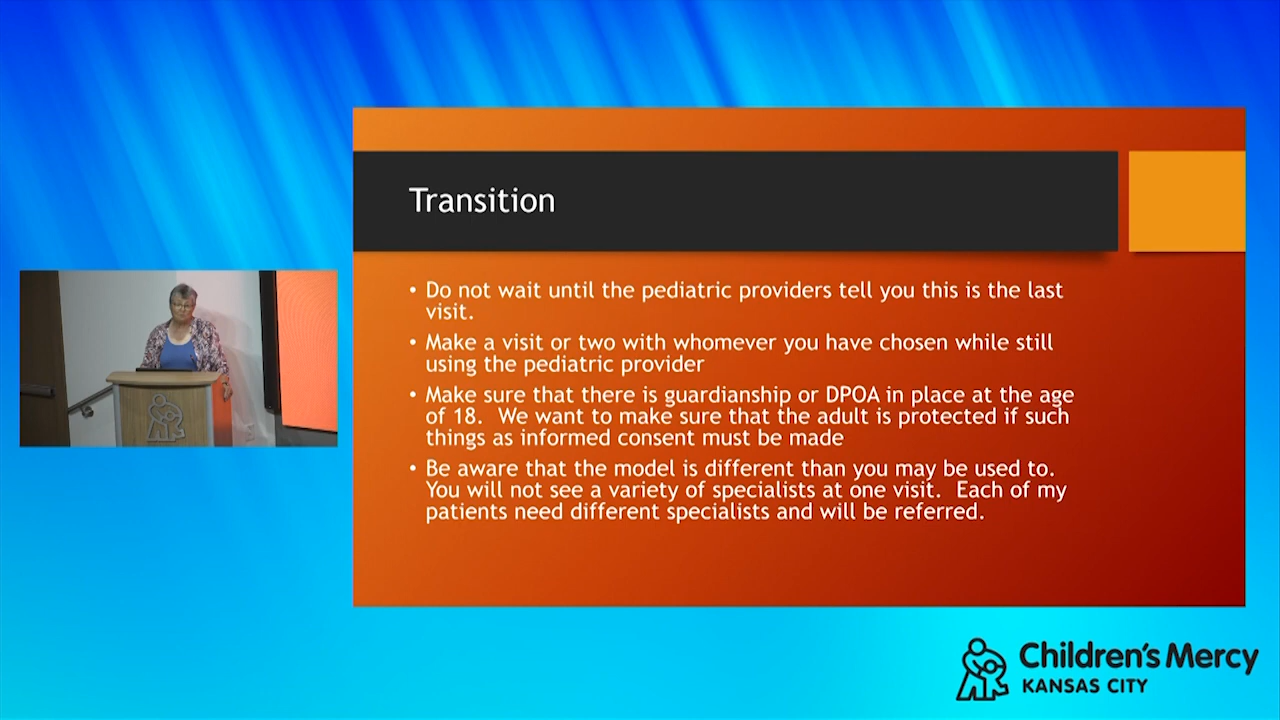 Transition
• Do not wait until the pediatric providers tell you this is the last
visit.
• Make a visit or two with whomever you have chosen while still
using the pediatric provider
• Make sure that there is guardianship or DPOA in place at the age
of 18.  We want to make sure that the adult is protected if such
things as informed consent must be made
• Be aware that the model is different than you may be used to.
You will not see a variety of specialists at one visit.  Each of my
patients need different specialists and will be referred.
Children's Mercy
KANSAS CITY